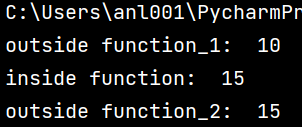 C:\Users\anl001\PycharmPr
outside function_1:  10
inside function:  15
outside function_2:  15